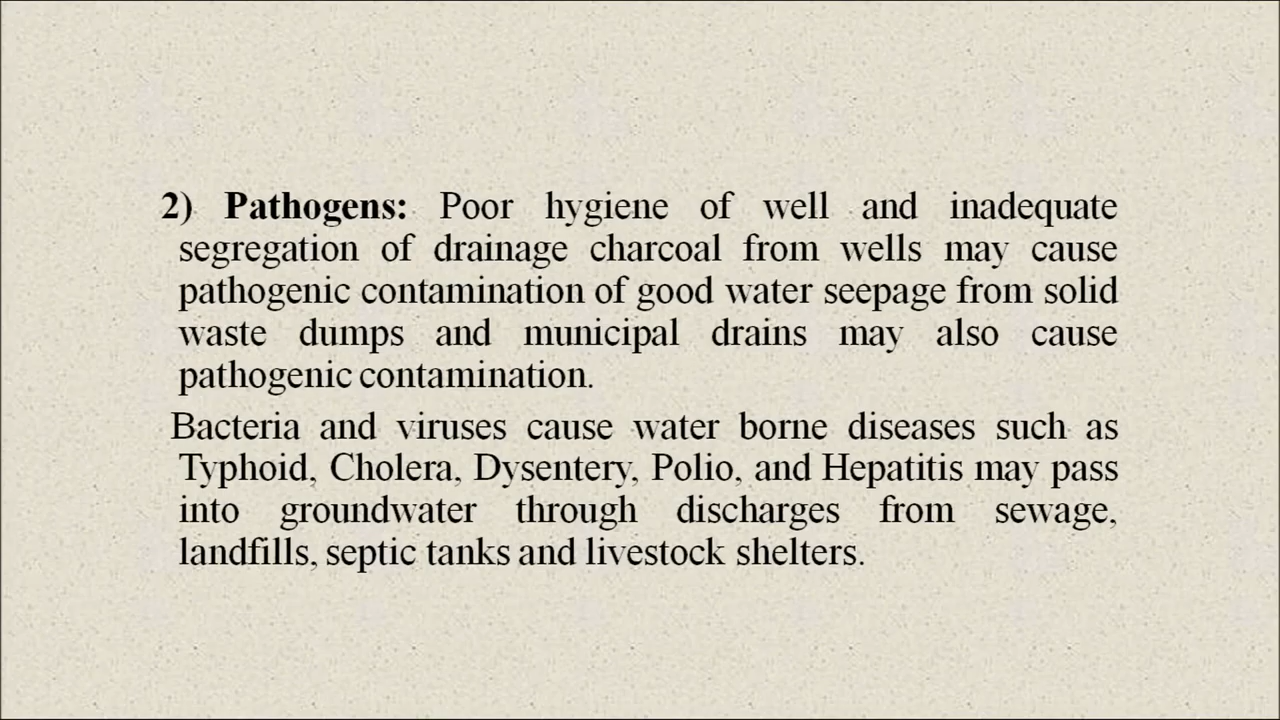 2) Pathogens: Poor hygiene of well and inadequate
segregation of drainage charcoal from wells may cause
pathogenic contamination of good water seepage from solid
waste dumps and municipal drains may also cause
pathogenic contamination.
Bacteria and viruses cause water borne diseases such as
Typhoid, Cholera, Dysentery, Polio, and Hepatitis may pass
into groundwater through discharges from sewage,
landfills, septic tanks and livestock shelters.